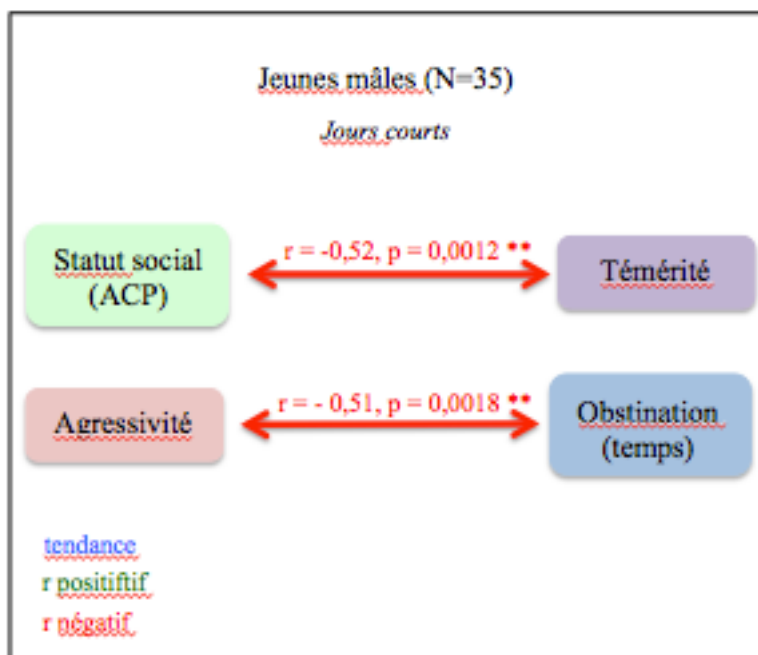 Jeunes mâles (N=35)
Jours courts
Statut social
(ACP)
r = -0,52, p = 0,0012 **
Témérité
Agressivité
r = - 0,51, p = 0,0018 **
Obstination
(temps)
tendance
r positiftif
r négatif